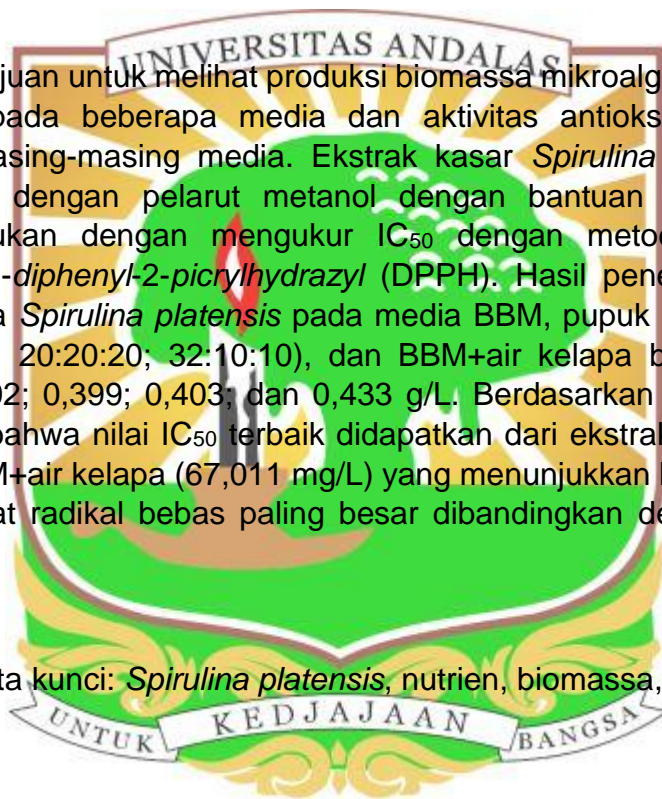 UNIVERSITAS ANDALAS
juan untuk melihat produksi biomassa mikroalg
pada beberapa media dan aktivitas antioks
asing-masing media. Ekstrak kasar Spirulina
dengan pelarut metanol dengan bantuan
ukan dengan mengukur IC₅₀ dengan metod
-diphenyl-2-picrylhydrazyl (DPPH). Hasil pene
a Spirulina platensis pada media BBM, pupuk
20:20:20; 32:10:10), dan BBM+air kelapa b
02; 0,399; 0,403; dan 0,433 g/L. Berdasarkan
bahwa nilai IC₅₀ terbaik didapatkan dari ekstrak
M+air kelapa (67,011 mg/L) yang menunjukkan
at radikal bebas paling besar dibandingkan de
ta kunci: Spirulina platensis, nutrien, biomassa,
UNTUK KEDJAJAAN BANGSA